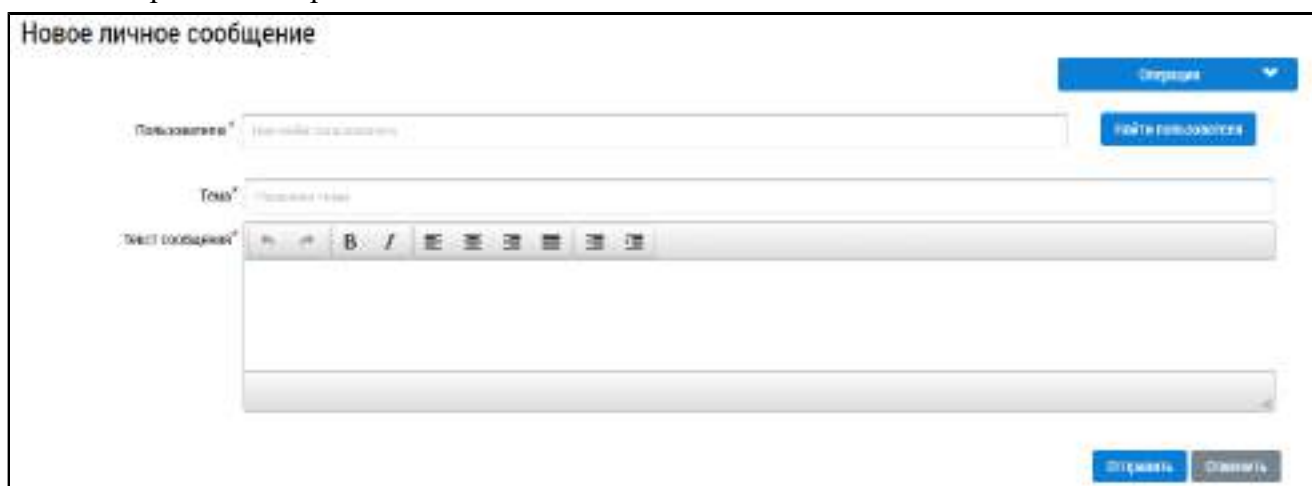 Новое личное сообщение
Операции
Пользователи*
Найти пользователя
Тема*
Текст сообщения*
B I
Отправить Отменить